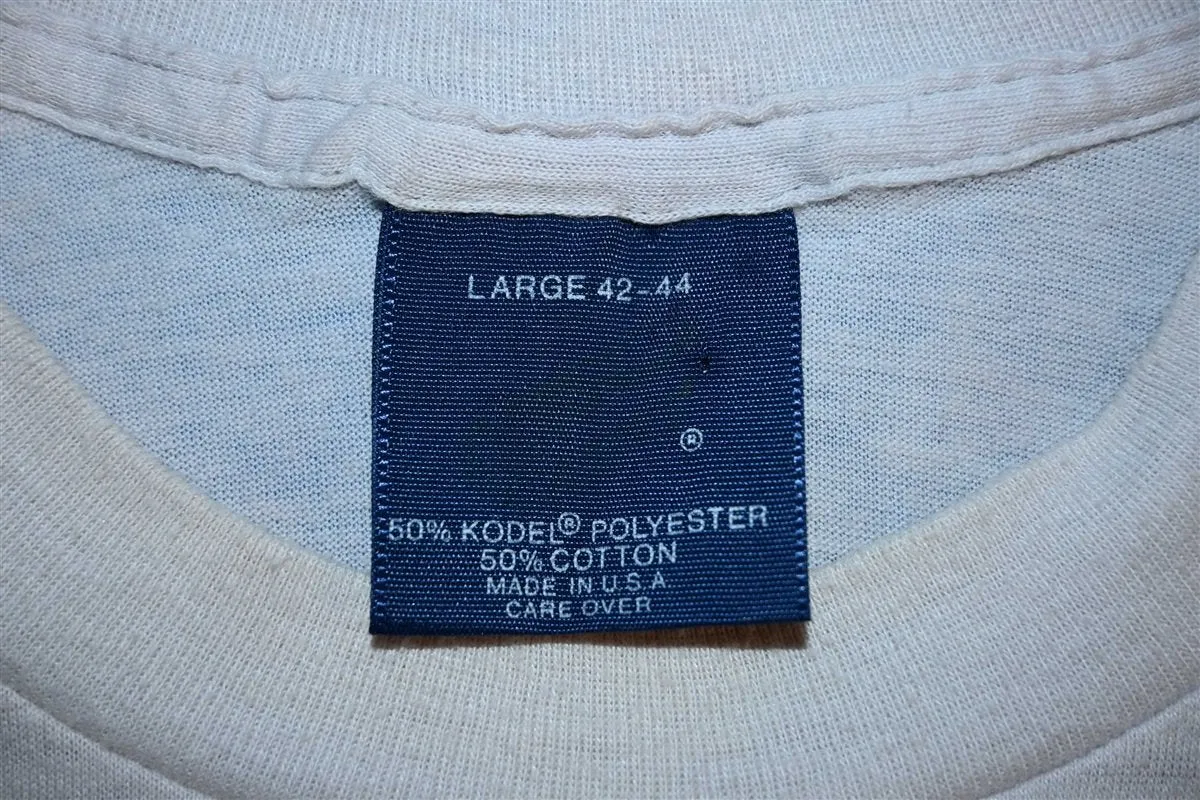 LARGE 42-44
®
50% KODEL® POLYESTER
50% COTTON
MADE IN U.S.A
CARE OVER